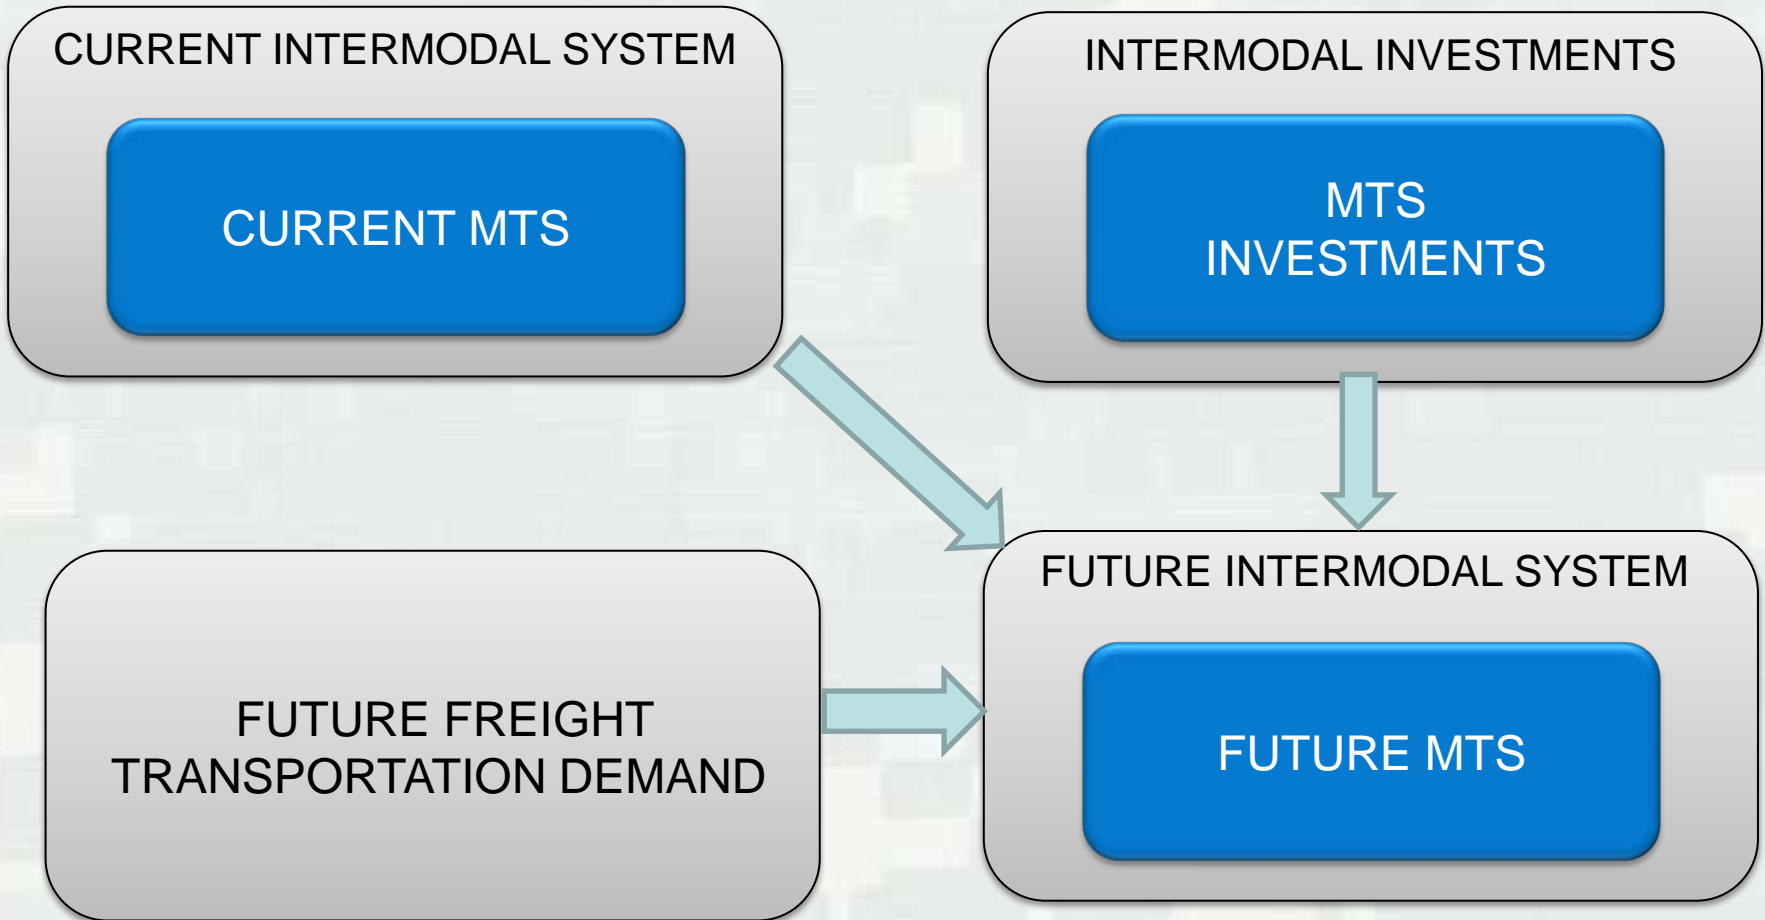 CURRENT INTERMODAL SYSTEM
CURRENT MTS
INTERMODAL INVESTMENTS
MTS
INVESTMENTS
FUTURE FREIGHT
TRANSPORTATION DEMAND
FUTURE INTERMODAL SYSTEM
FUTURE MTS